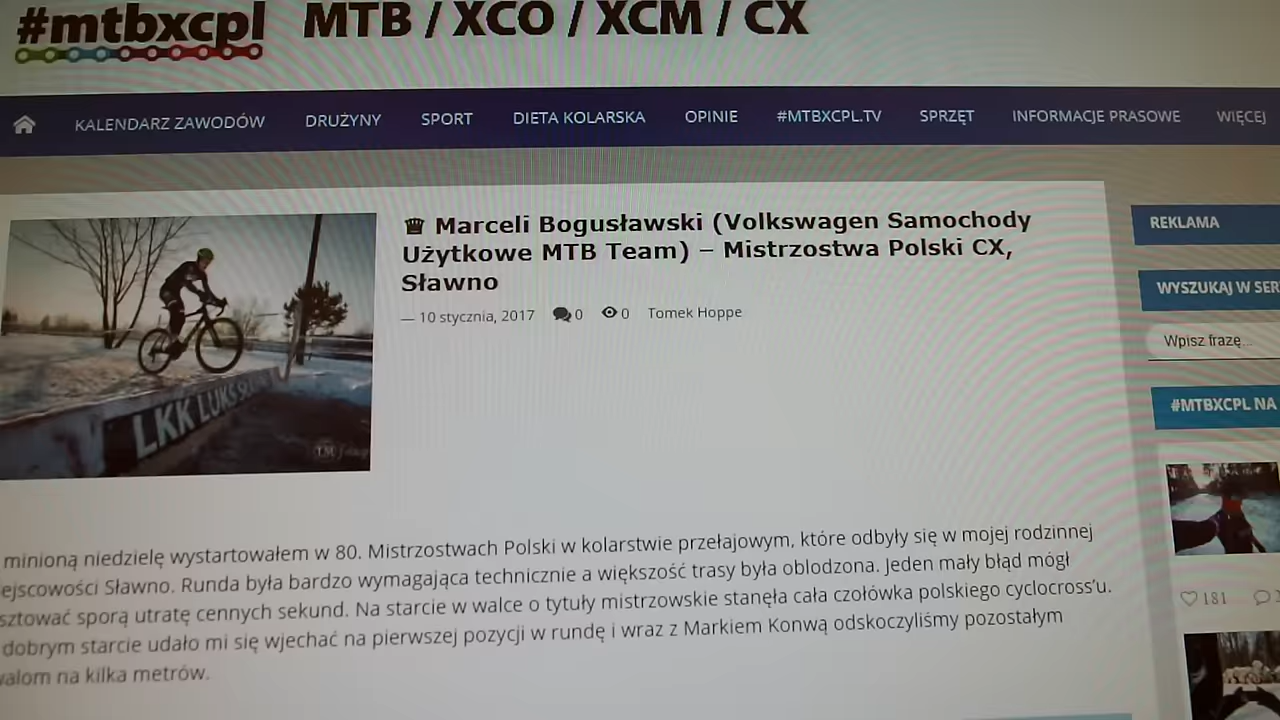 #mtbxcpl MTB / XCO / XCM / CX
KALENDARZ ZAWODÓW DRUŻYNY SPORT DIETA KOLARSKA OPINIE #MTBXCPL.TV SPRZĘT INFORMACJE PRASOWE WIĘCEJ
♛ Marceli Bogusławski (Volkswagen Samochody
Użytkowe MTB Team) – Mistrzostwa Polski CX,
Sławno
— 10 stycznia, 2017 0 0 Tomek Hoppe
LKK LUKS
REKLAMA
WYSZUKAJ W SER
Wpisz frazę...
#MTBXCPL NA
181
minioną niedzielę wystartowałem w 80. Mistrzostwach Polski w kolarstwie przełajowym, które odbyły się w mojej rodzinnej
ejscowości Sławno. Runda była bardzo wymagająca technicznie a większość trasy była oblodzona. Jeden mały błąd mógł
sztować sporą utratę cennych sekund. Na starcie w walce o tytuły mistrzowskie stanęła cała czołówka polskiego cyclocross'u.
dobrym starcie udało mi się wjechać na pierwszej pozycji w rundę i wraz z Markiem Konwą odskoczyliśmy pozostałym
walom na kilka metrów.